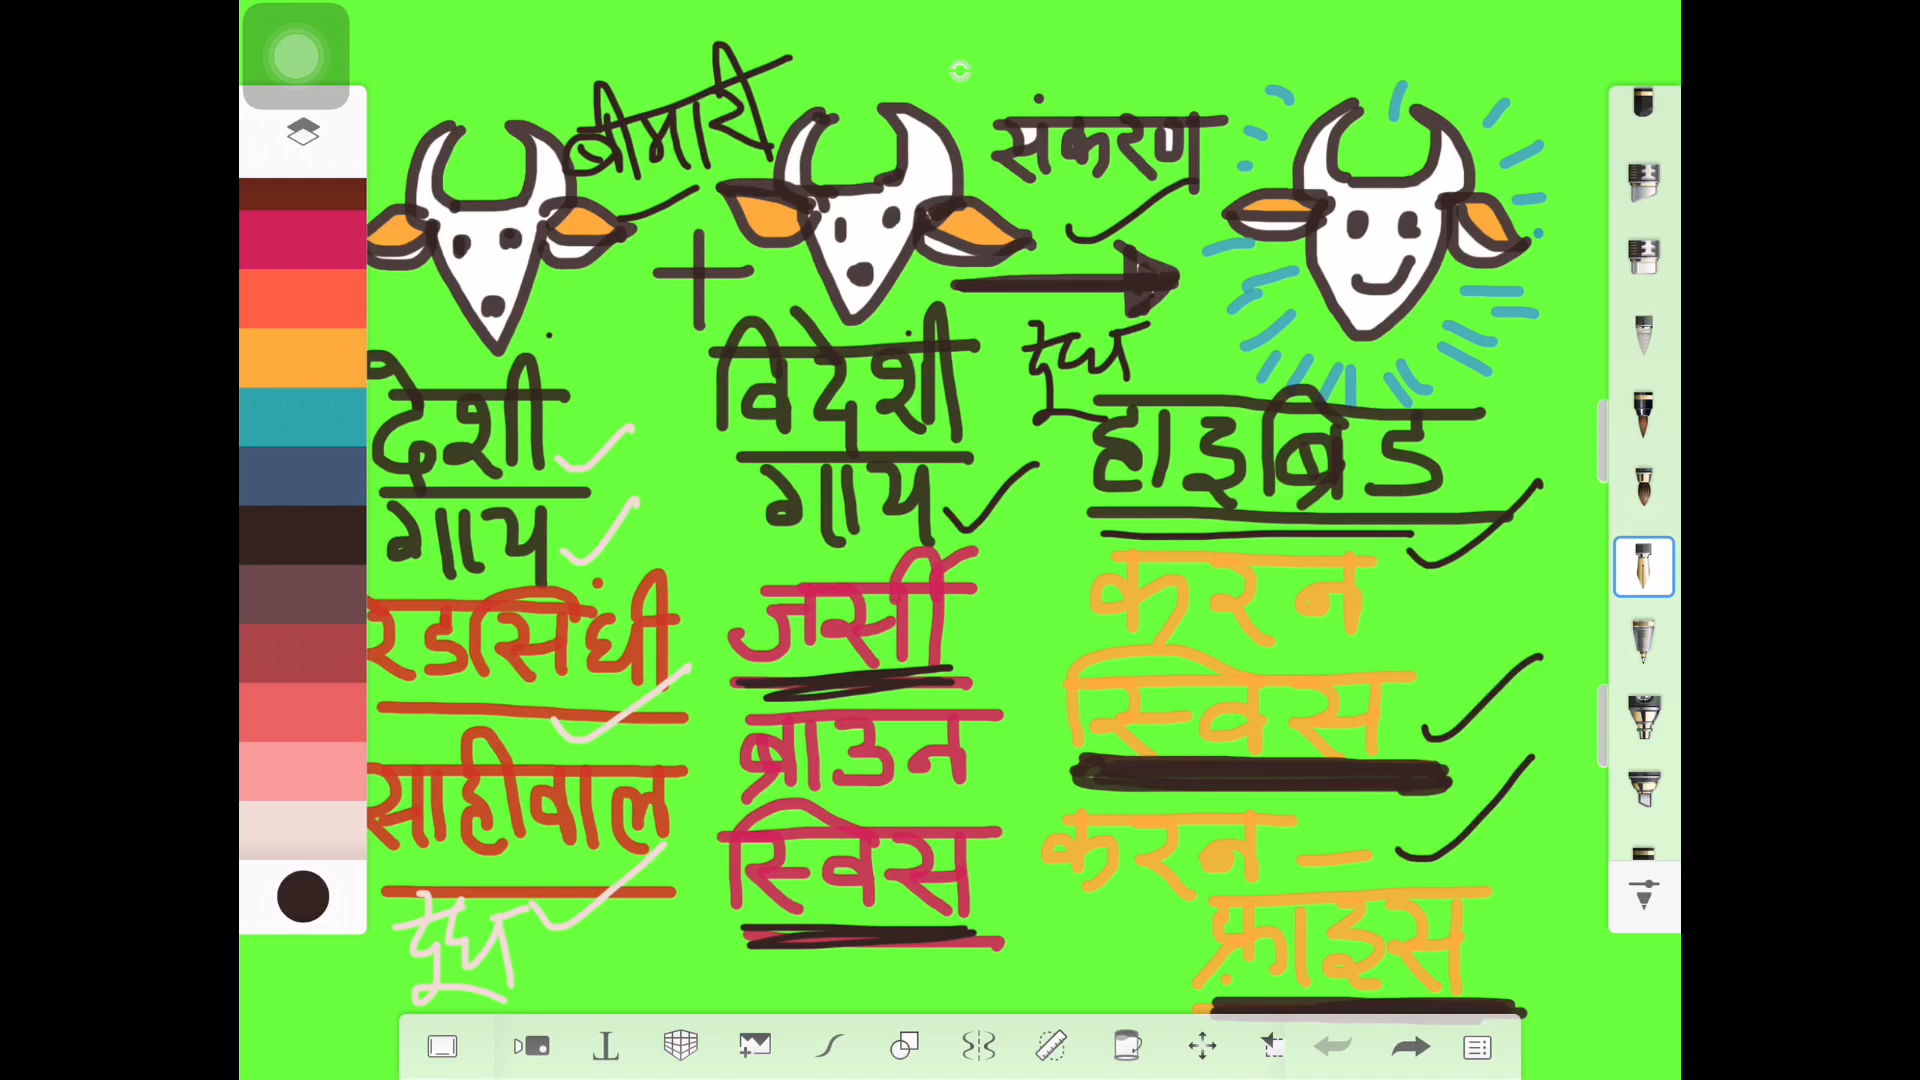 बीमारी
संकरण
दूध
देशी
गाय
रेडसिंधी
साहीवाल
दूध
विदेशी
गाय
जर्सी
ब्राउन
स्विस
हाइब्रिड
करन
स्विस
करन –
फ़्राइस